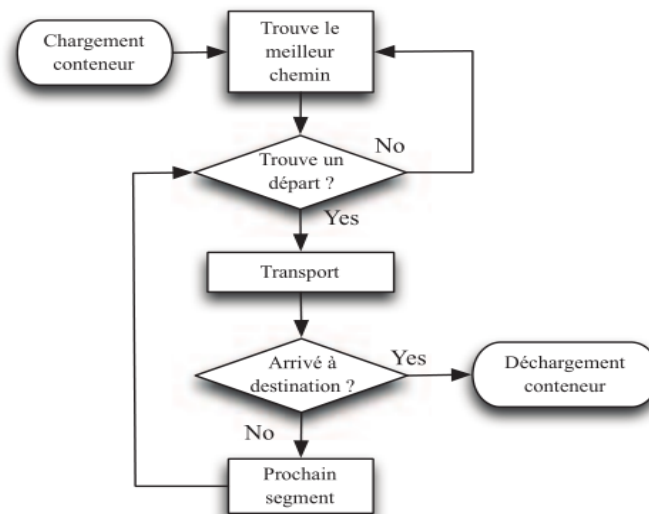 Chargement
conteneur
Trouve le
meilleur
chemin
No
Trouve un
départ ?
Yes
Transport
Arrivé à
destination ?
Yes
Déchargement
conteneur
No
Prochain
segment